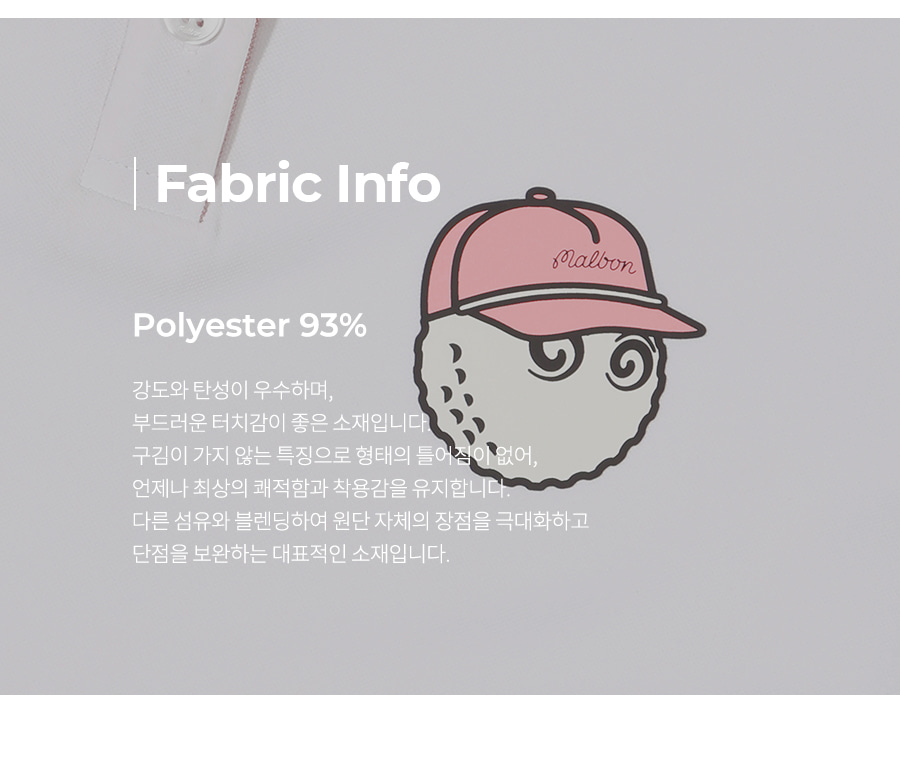 Fabric Info
Malbon
Polyester 93%
강도와 탄성이 우수하며,
부드러운 터치감이 좋은 소재입니다.
구김이 가지 않는 특징으로 형태의 틀어짐이 없어,
언제나 최상의 쾌적함과 착용감을 유지합니다.
다른 섬유와 블렌딩하여 원단 자체의 장점을 극대화하고
단점을 보완하는 대표적인 소재입니다.